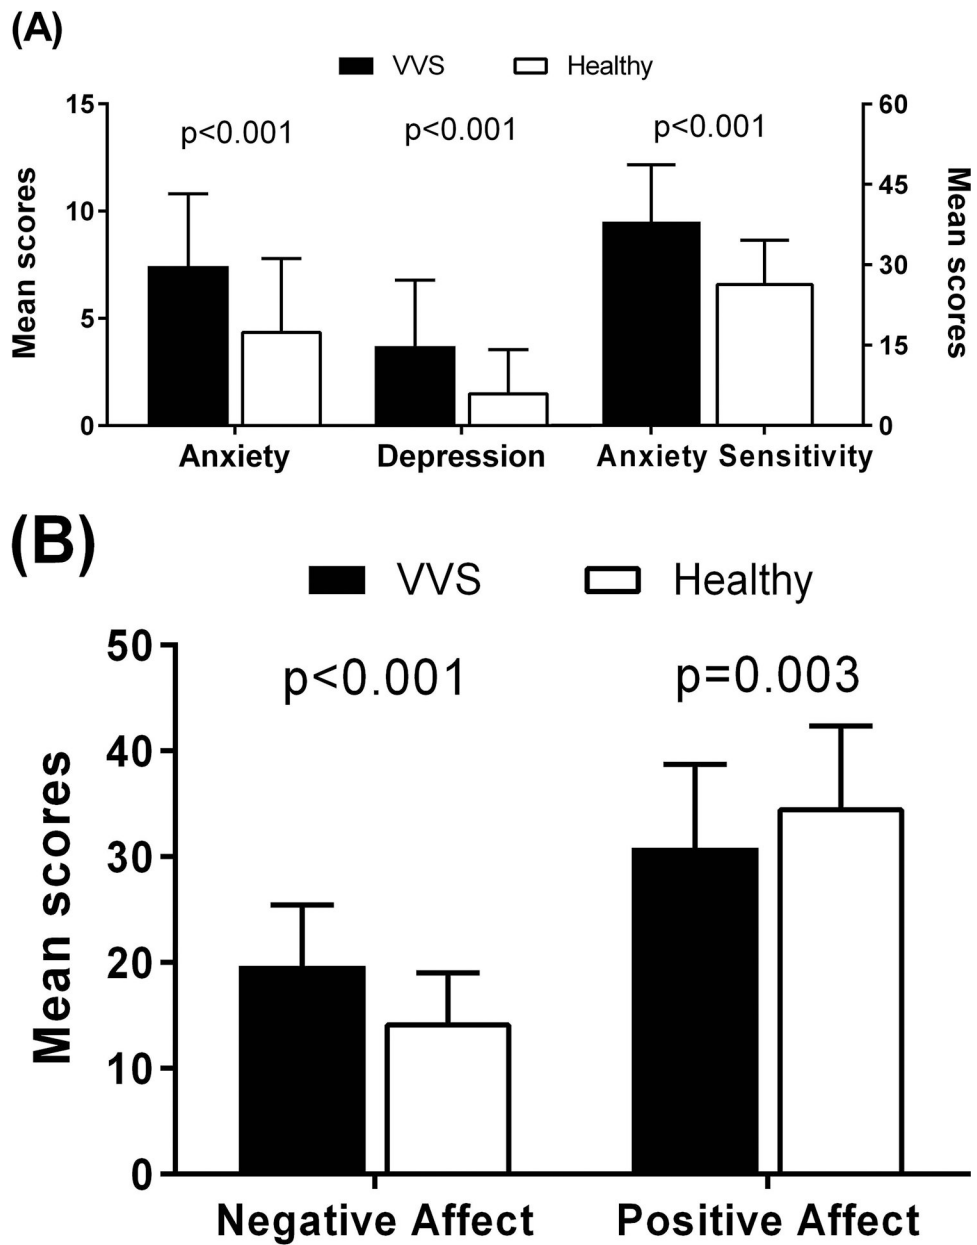 (A)
VVS Healthy
p<0.001 p<0.001 p<0.001
Mean scores
15
10
5
0
Mean scores
60
45
30
15
0
Anxiety Depression Anxiety Sensitivity
(B)
VVS Healthy
p<0.001 p=0.003
Mean scores
50
40
30
20
10
0
Negative Affect Positive Affect